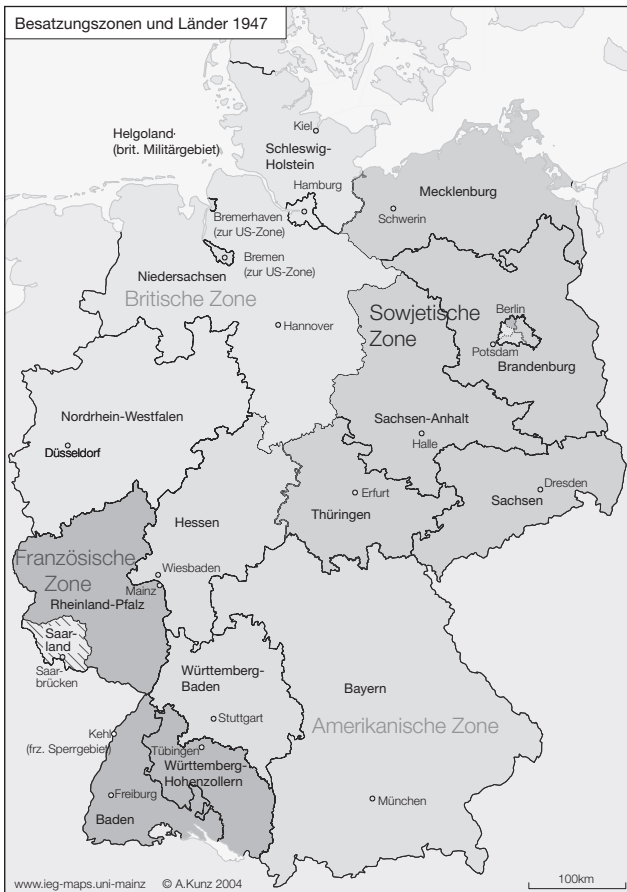 Besatzungszonen und Länder 1947
Helgoland
(brit. Militärgebiet)
Kiel
Schleswig-
Holstein
Hamburg
Mecklenburg
Schwerin
Bremerhaven
(zur US-Zone)
Bremen
(zur US-Zone)
Niedersachsen
Britische Zone
Hannover
Sowjetische
Zone
Berlin
Potsdam
Brandenburg
Nordrhein-Westfalen
Düsseldorf
Sachsen-Anhalt
Halle
Hessen
Erfurt
Thüringen
Dresden
Sachsen
Französische
Zone
Wiesbaden
Mainz
Rheinland-Pfalz
Saar-
land
Saar-
brücken
Württemberg-
Baden
Stuttgart
Bayern
Amerikanische Zone
Kehl
(frz. Sperrgebiet)
Tübingen
Württemberg-
Hohenzollern
Freiburg
Baden
München
www.ieg-maps.uni-mainz © A.Kunz 2004
100km